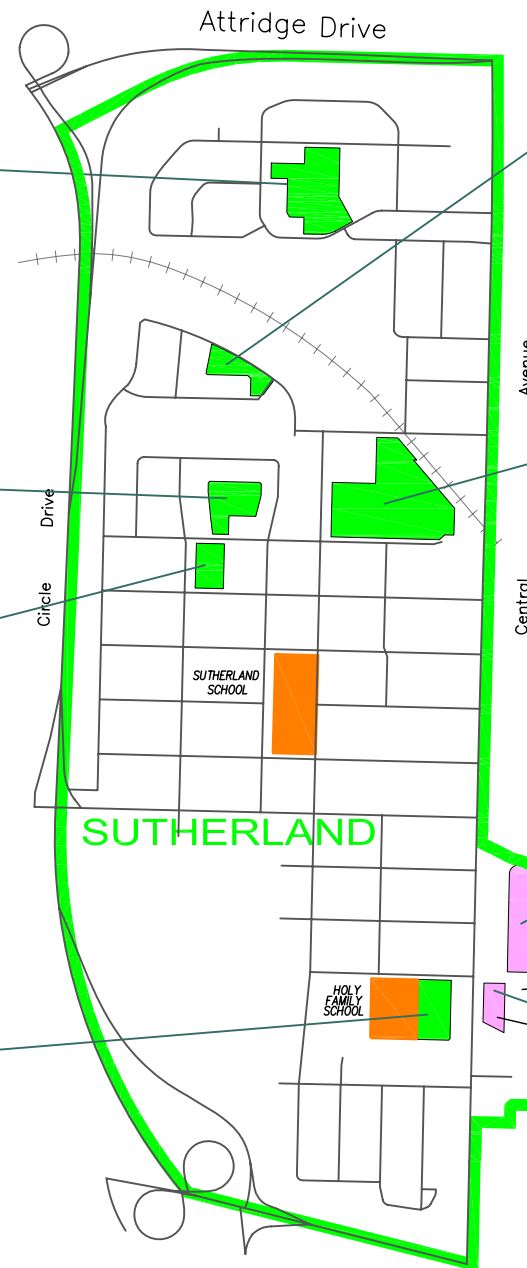 Attridge Drive
Avenue
Central
Drive
Circle
SUTHERLAND
SCHOOL
SUTHERLAND
HOLY
FAMILY
SCHOOL